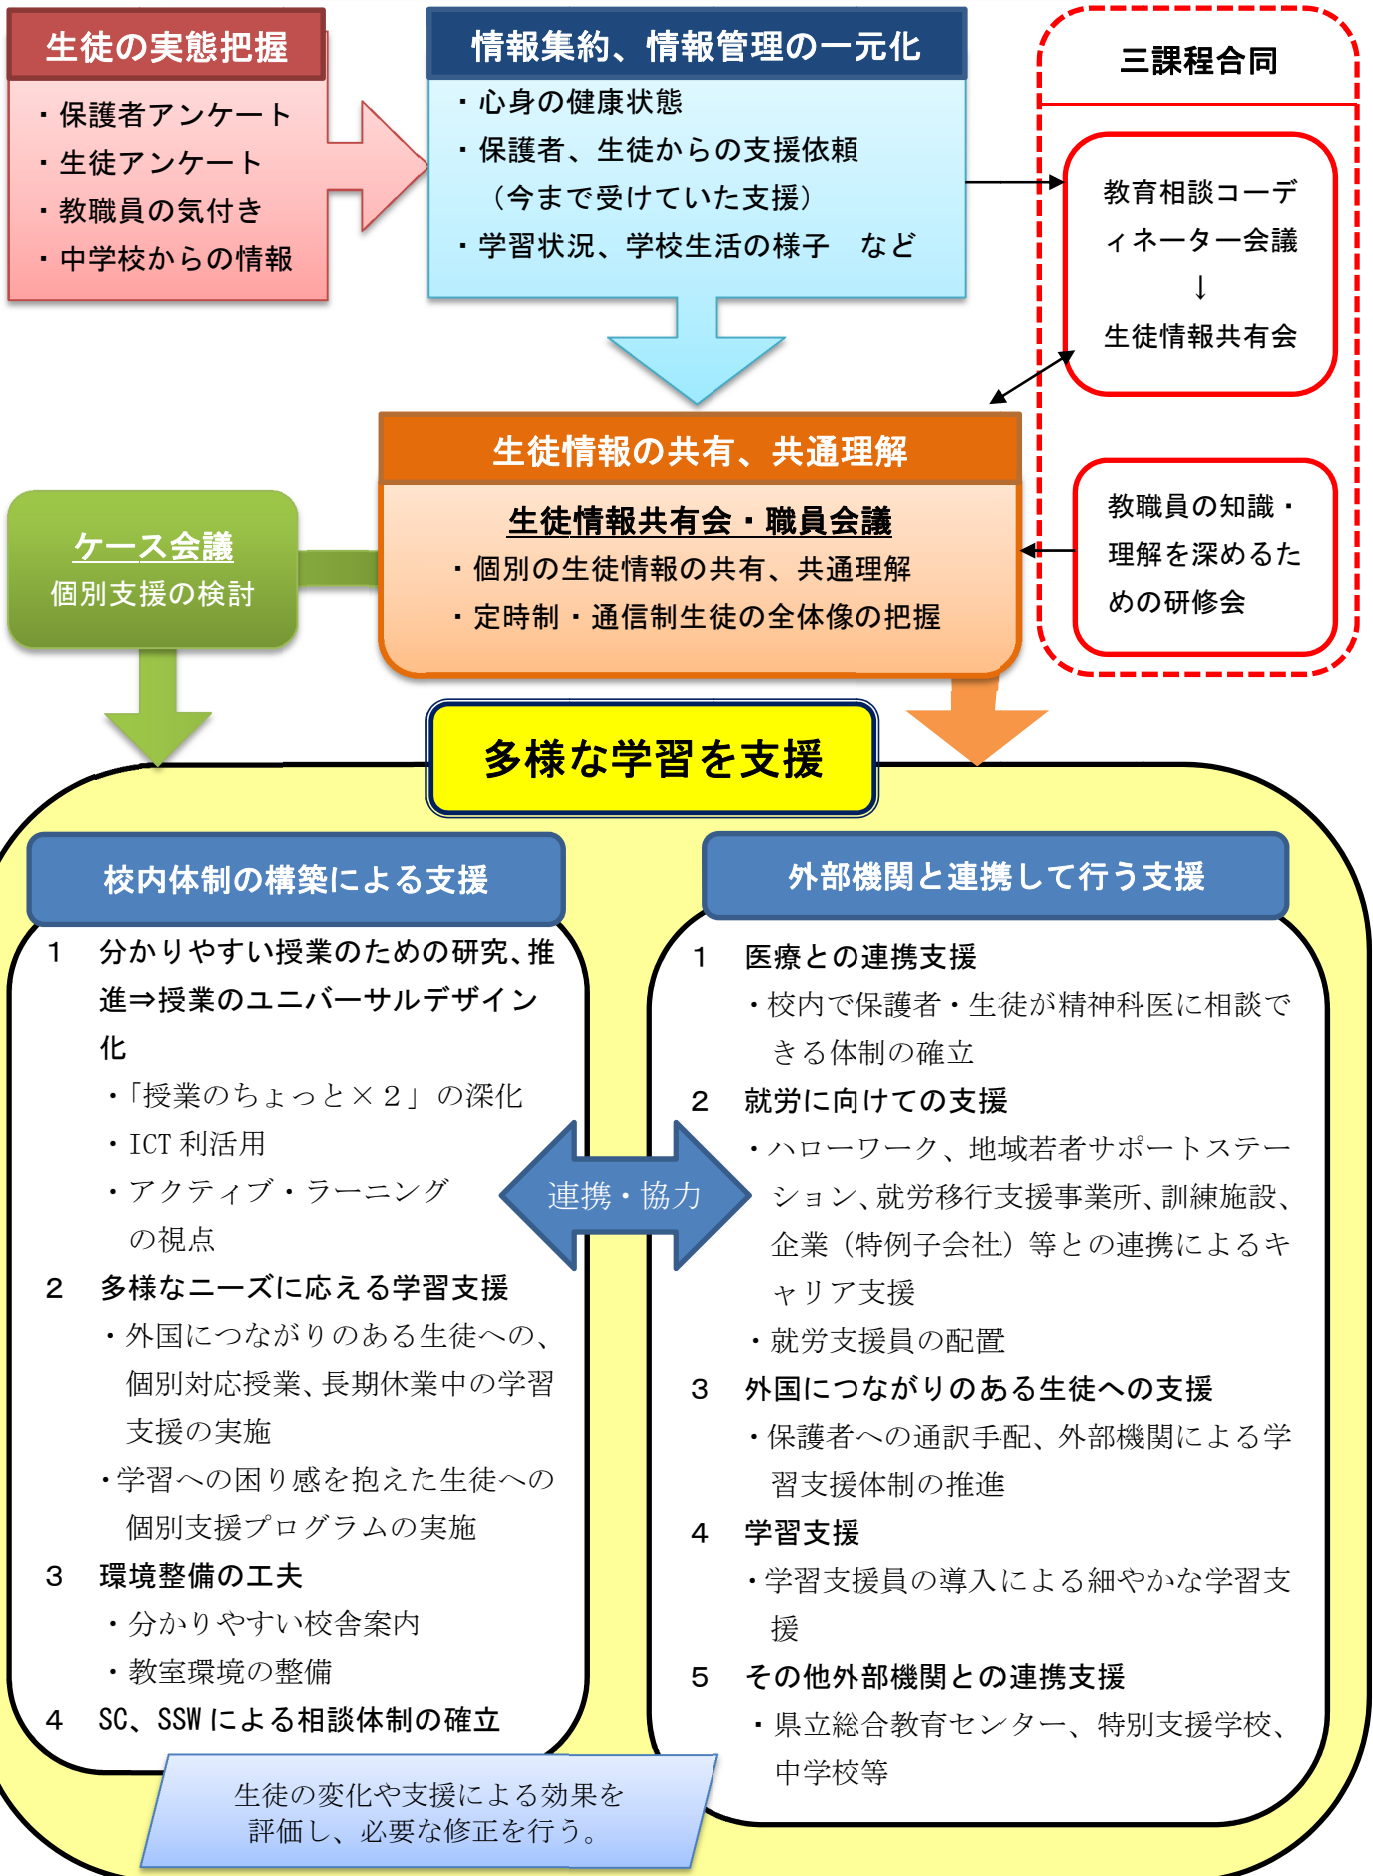 生徒の実態把握
・保護者アンケート
・生徒アンケート
・教職員の気付き
・中学校からの情報
情報集約、情報管理の一元化
・心身の健康状態
・保護者、生徒からの支援依頼
（今まで受けていた支援）
・学習状況、学校生活の様子　など
三課程合同
教育相談コーデ
ィネーター会議
↓
生徒情報共有会
教職員の知識・
理解を深めるた
めの研修会
生徒情報の共有、共通理解
生徒情報共有会・職員会議
・個別の生徒情報の共有、共通理解
・定時制・通信制生徒の全体像の把握
ケース会議
個別支援の検討
多様な学習を支援
校内体制の構築による支援
1　分かりやすい授業のための研究、推
進⇒授業のユニバーサルデザイン
化
・「授業のちょっと×２」の深化
・ICT利活用
・アクティブ・ラーニング
の視点
2　多様なニーズに応える学習支援
・外国につながりのある生徒への、
個別対応授業、長期休業中の学習
支援の実施
・学習への困り感を抱えた生徒への
個別支援プログラムの実施
3　環境整備の工夫
・分かりやすい校舎案内
・教室環境の整備
4　SC、SSWによる相談体制の確立
連携・協力
外部機関と連携して行う支援
1　医療との連携支援
・校内で保護者・生徒が精神科医に相談で
きる体制の確立
2　就労に向けての支援
・ハローワーク、地域若者サポートステー
ション、就労移行支援事業所、訓練施設、
企業（特例子会社）等との連携によるキ
ャリア支援
・就労支援員の配置
3　外国につながりのある生徒への支援
・保護者への通訳手配、外部機関による学
習支援体制の推進
4　学習支援
・学習支援員の導入による細やかな学習支
援
5　その他外部機関との連携支援
・県立総合教育センター、特別支援学校、
中学校等
生徒の変化や支援による効果を
評価し、必要な修正を行う。